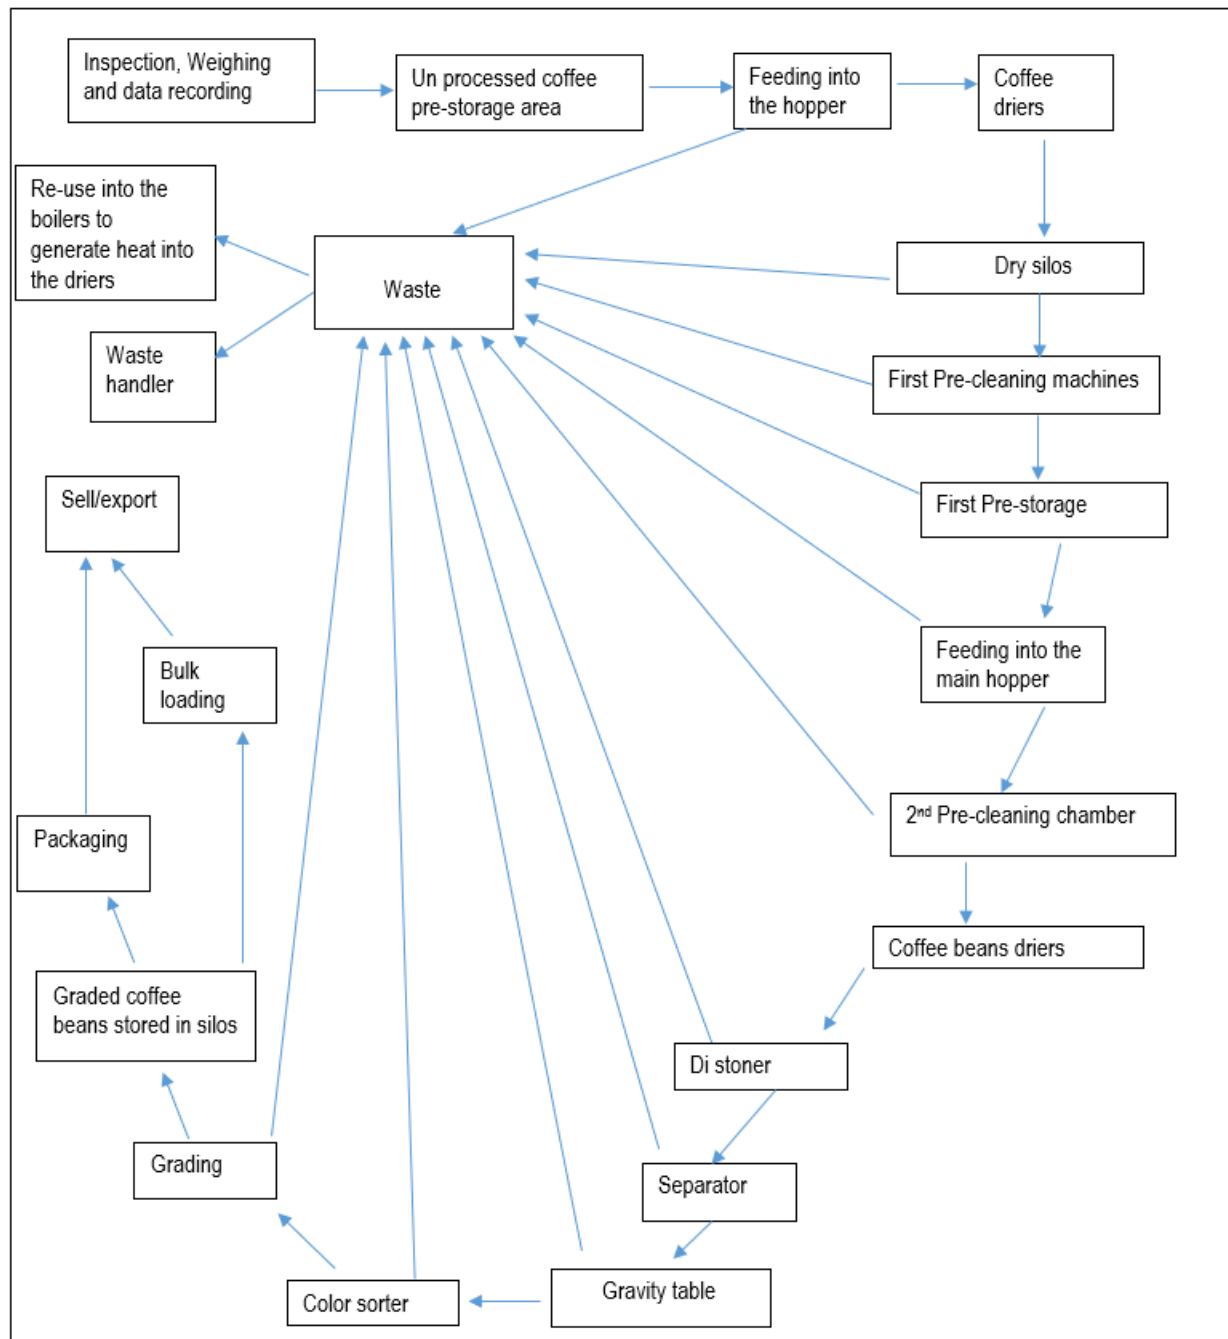 Inspection, Weighing
and data recording
Un processed coffee
pre-storage area
Feeding into
the hopper
Coffee
driers
Re-use into the
boilers to
generate heat into
the driers
Waste
Dry silos
Waste
handler
First Pre-cleaning machines
Sell/export
First Pre-storage
Bulk
loading
Feeding into the
main hopper
Packaging
2nd Pre-cleaning chamber
Coffee beans driers
Graded coffee
beans stored in silos
Di stoner
Grading
Separator
Gravity table
Color sorter